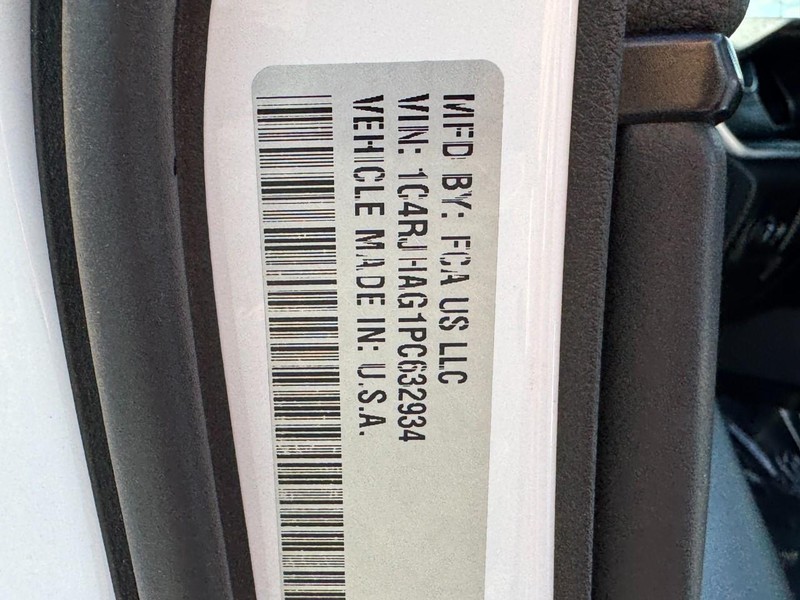 MFD BY: FCA US LLC
VIN: 1C4RJHAG1PC632934
VEHICLE MADE IN: U.S.A.